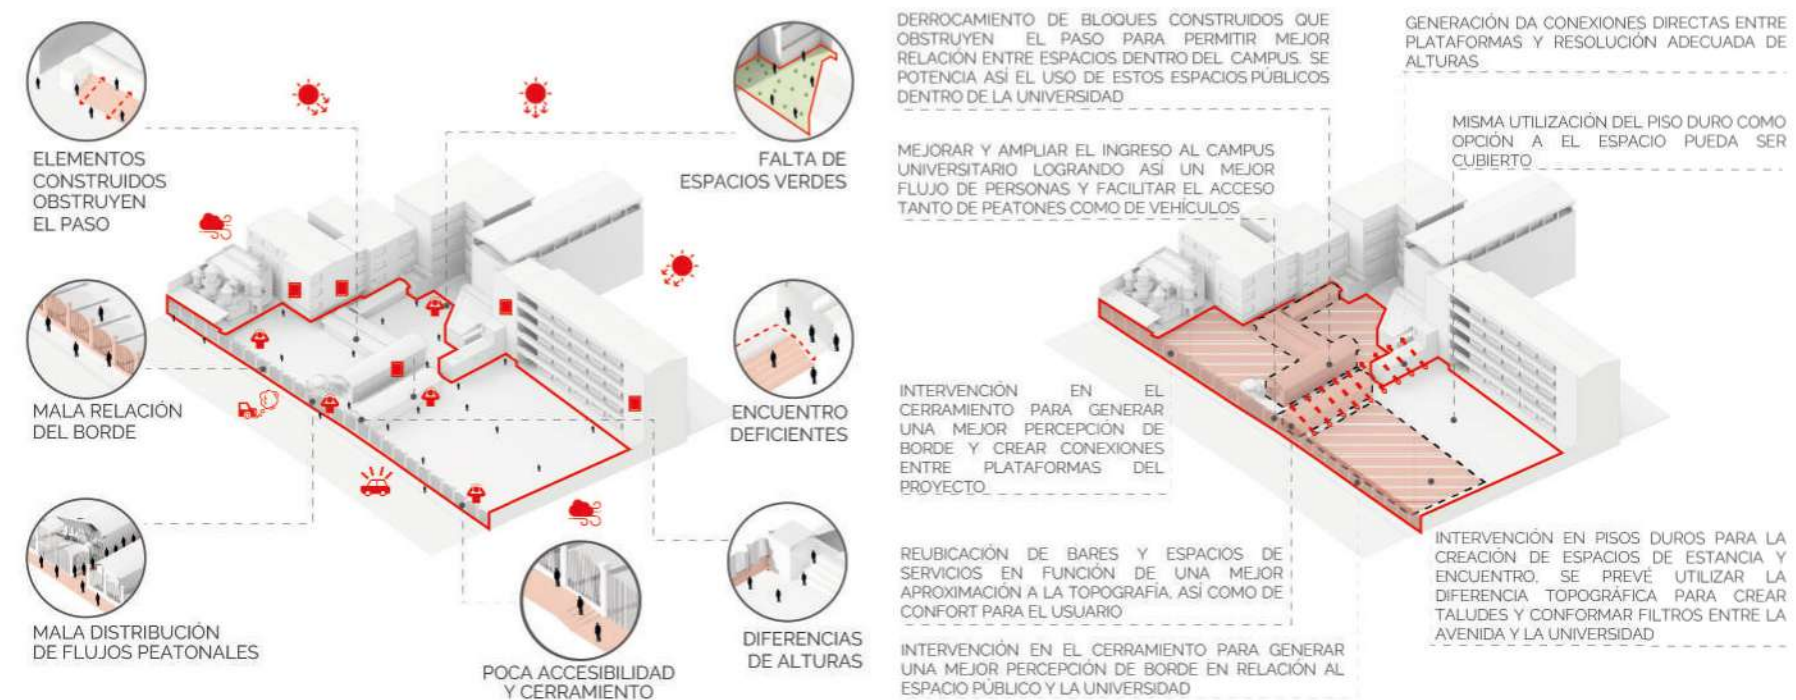 ELEMENTOS
CONSTRUIDOS
OBSTRUYEN
EL PASO
FALTA DE
ESPACIOS VERDES
MALA RELACIÓN
DEL BORDE
ENCUENTRO
DEFICIENTES
MALA DISTRIBUCIÓN
DE FLUJOS PEATONALES
POCA ACCESIBILIDAD
Y CERRAMIENTO
DIFERENCIAS
DE ALTURAS
DERROCAMIENTO DE BLOQUES CONSTRUIDOS QUE
OBSTRUYEN EL PASO PARA PERMITIR MEJOR
RELACIÓN ENTRE ESPACIOS DENTRO DEL CAMPUS. SE
POTENCIA ASÍ EL USO DE ESTOS ESPACIOS PÚBLICOS
DENTRO DE LA UNIVERSIDAD
MEJORAR Y AMPLIAR EL INGRESO AL CAMPUS
UNIVERSITARIO LOGRANDO ASI UN MEJOR
FLUJO DE PERSONAS Y FACILITAR EL ACCESO
TANTO DE PEATONES COMO DE VEHÍCULOS
INTERVENCIÓN EN EL
CERRAMIENTO PARA GENERAR
UNA MEJOR PERCEPCIÓN DE
BORDE Y CREAR CONEXIONES
ENTRE PLATAFORMAS DEL
PROYECTO
REUBICACIÓN DE BARES Y ESPACIOS DE
SERVICIOS EN FUNCIÓN DE UNA MEJOR
APROXIMACIÓN A LA TOPOGRAFÍA, ASÍ COMO DE
CONFORT PARA EL USUARIO
INTERVENCIÓN EN EL CERRAMIENTO PARA GENERAR
UNA MEJOR PERCEPCIÓN DE BORDE EN RELACIÓN AL
ESPACIO PÚBLICO Y LA UNIVERSIDAD
GENERACIÓN DA CONEXIONES DIRECTAS ENTRE
PLATAFORMAS Y RESOLUCIÓN ADECUADA DE
ALTURAS
MISMA UTILIZACIÓN DEL PISO DURO COMO
OPCIÓN A EL ESPACIO PUEDA SER
CUBIERTO
INTERVENCIÓN EN PISOS DUROS PARA LA
CREACIÓN DE ESPACIOS DE ESTANCIA Y
ENCUENTRO, SE PREVÉ UTILIZAR LA
DIFERENCIA TOPOGRÁFICA PARA CREAR
TALUDES Y CONFORMAR FILTROS ENTRE LA
AVENIDA Y LA UNIVERSIDAD